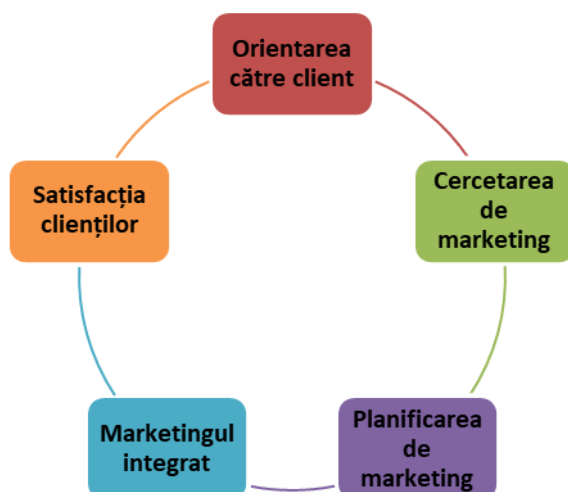 Orientarea
către client
Cercetarea
de
marketing
Planificarea
de
marketing
Marketingul
integrat
Satisfacția
clienților